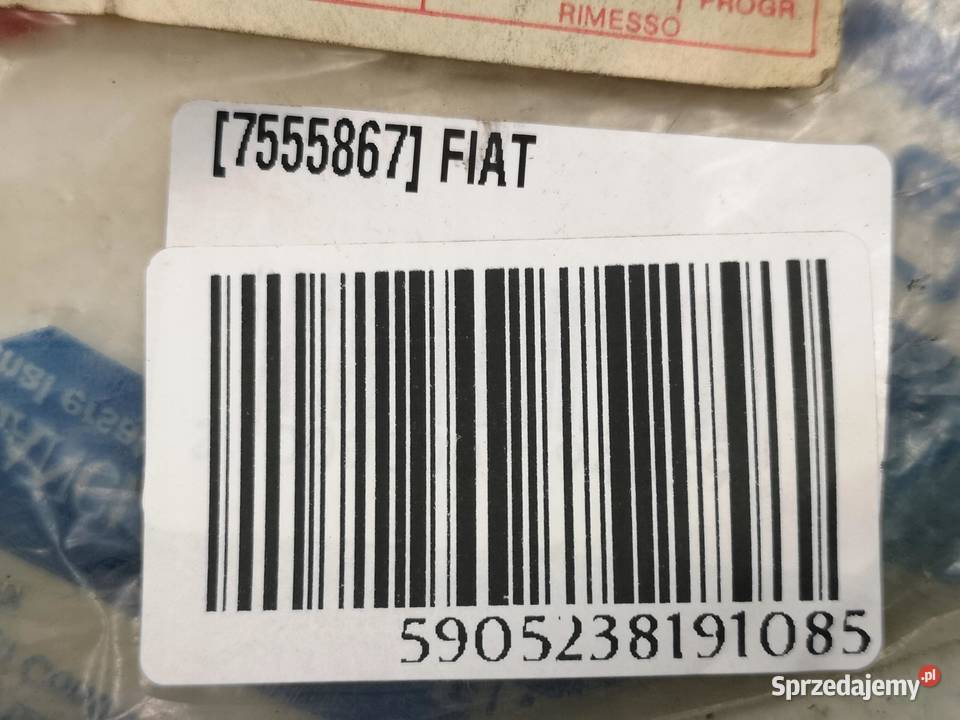 PROGR
RIMESSO
[7555867] FIAT
5905238191085
Sprzedajemy.pl